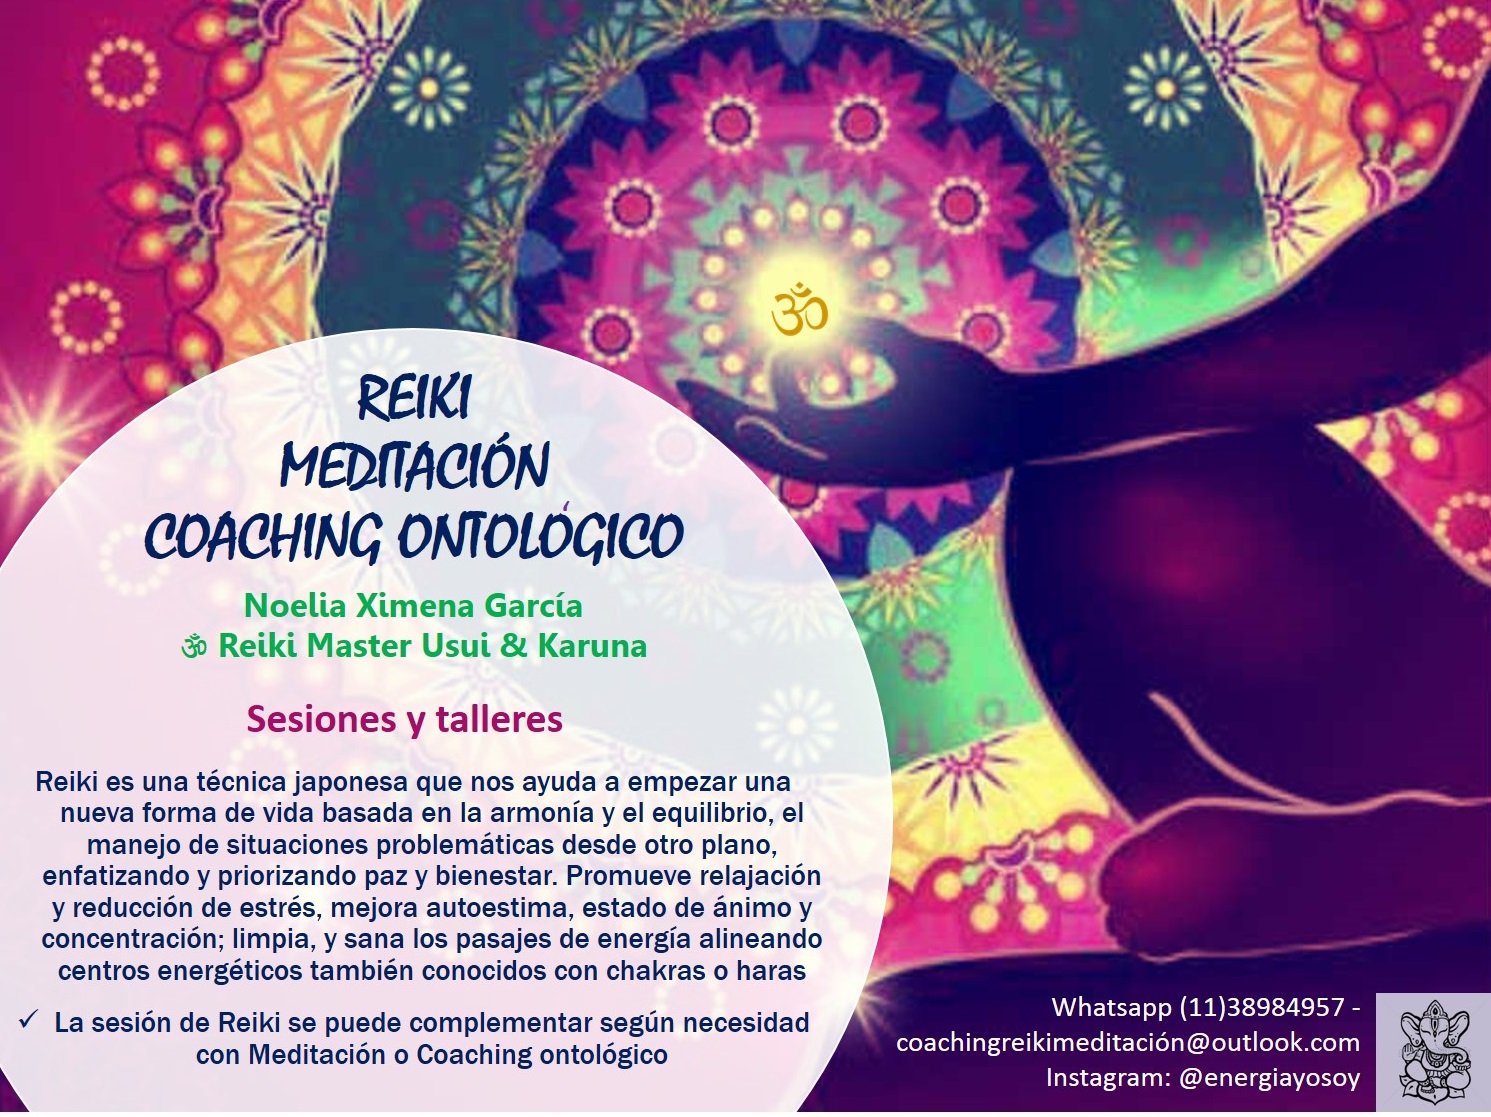 ॐ
REIKI
MEDITACIÓN
COACHING ONTOLÓGICO
Noelia Ximena García
ॐ Reiki Master Usui & Karuna
Sesiones y talleres
Reiki es una técnica japonesa que nos ayuda a empezar una
nueva forma de vida basada en la armonía y el equilibrio, el
manejo de situaciones problemáticas desde otro plano,
enfatizando y priorizando paz y bienestar. Promueve relajación
y reducción de estrés, mejora autoestima, estado de ánimo y
concentración; limpia, y sana los pasajes de energía alineando
centros energéticos también conocidos con chakras o haras
✓ La sesión de Reiki se puede complementar según necesidad
con Meditación o Coaching ontológico
Whatsapp (11)38984957 -
coachingreikimeditación@outlook.com
Instagram: @energiayosoy